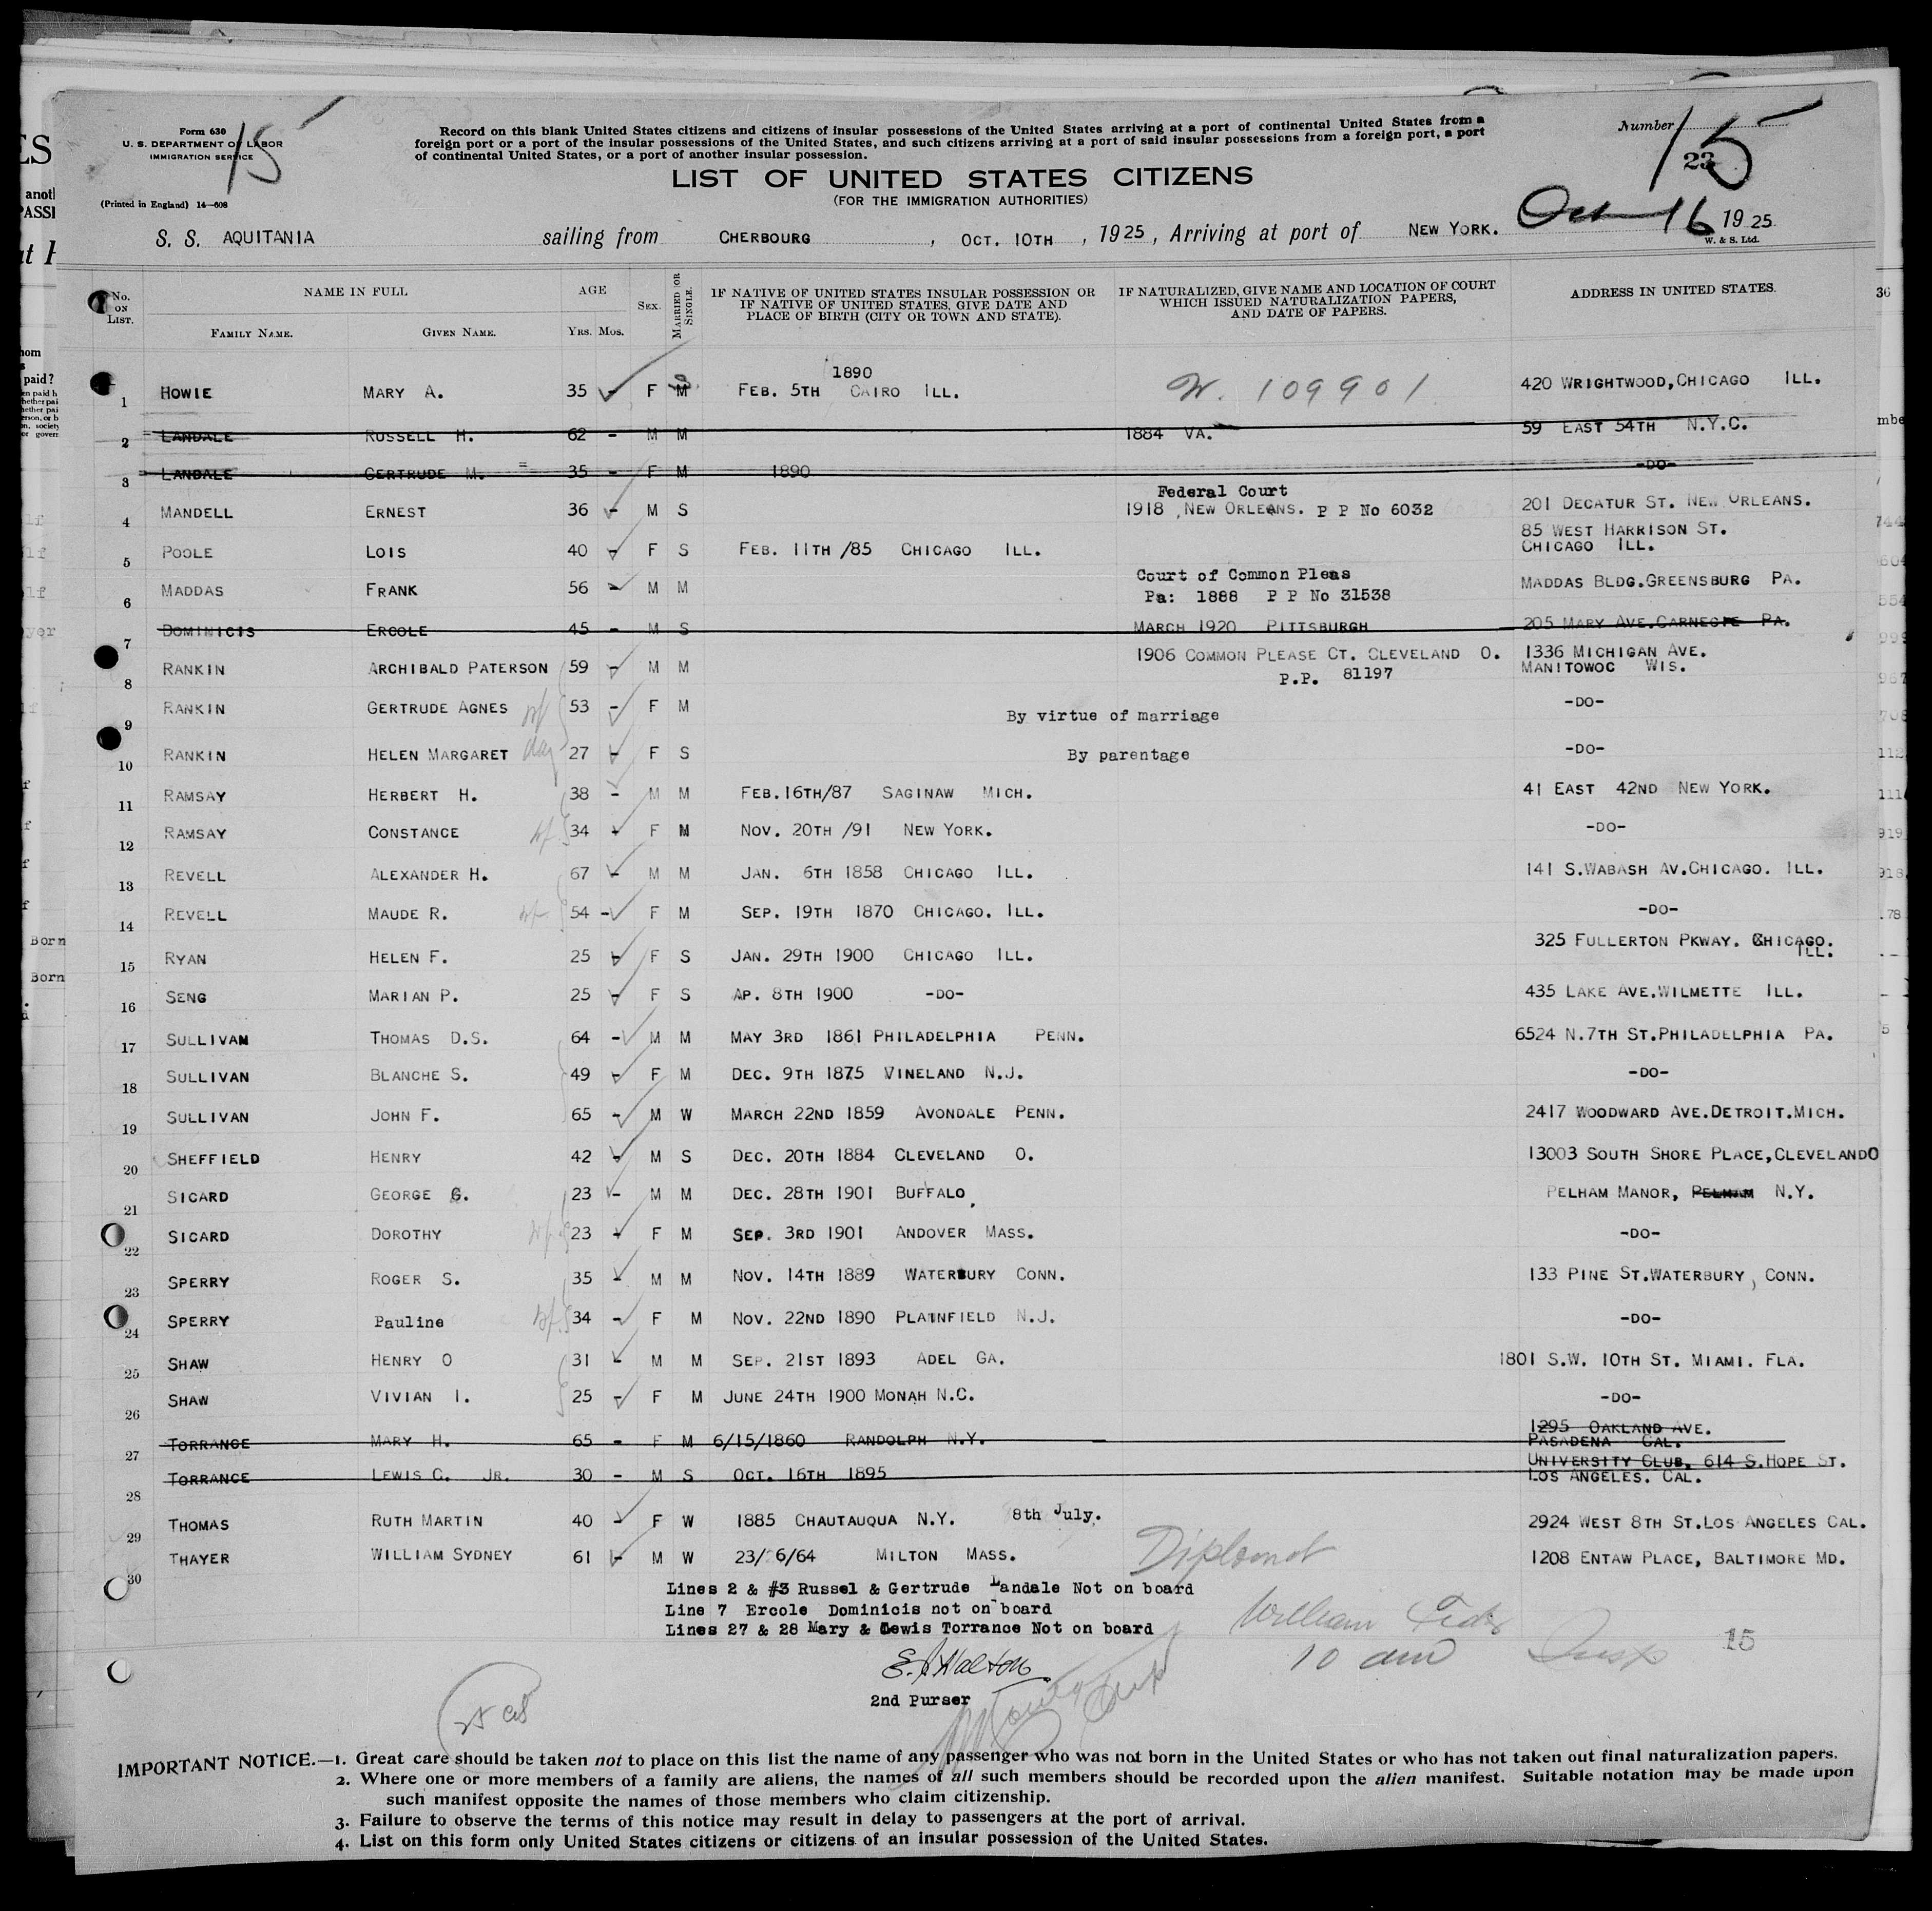 Form 630
U. S. DEPARTMENT OF LABOR
IMMIGRATION SERVICE
15
(Printed in England) 14—608
Record on this blank United States citizens and citizens of insular possessions of the United States arriving at a port of continental United States from a
foreign port or a port of the insular possessions of the United States, and such citizens arriving at a port of said insular possessions from a foreign port, a port
of continental United States, or a port of another insular possession.
Number 15
23
LIST OF UNITED STATES CITIZENS
(FOR THE IMMIGRATION AUTHORITIES)
S. S. AQUITANIA sailing from CHERBOURG, OCT. 10TH, 1925, Arriving at port of NEW YORK. Oct 16 1925
W. & S. Ltd.
No. ON LIST. NAME IN FULL FAMILY NAME. GIVEN NAME. AGE YRS. MOS. SEX. MARRIED OR SINGLE. IF NATIVE OF UNITED STATES INSULAR POSSESSION OR IF NATIVE OF UNITED STATES, GIVE DATE AND PLACE OF BIRTH (CITY OR TOWN AND STATE). IF NATURALIZED, GIVE NAME AND LOCATION OF COURT WHICH ISSUED NATURALIZATION PAPERS, AND DATE OF PAPERS. ADDRESS IN UNITED STATES.
1 HOWIE MARY A. 35 F M FEB. 5TH 1890 CAIRO ILL. W. 109901 420 WRIGHTWOOD, CHICAGO ILL.
2 LANDALE RUSSELL H. 62 - M M 1884 VA. 59 EAST 54TH N.Y.C.
3 LANDALE GERTRUDE M. 35 - F M 1890 -DO-
4 MANDELL ERNEST 36 - M S Federal Court 1918, NEW ORLEANS. P P No 6032 201 DECATUR ST. NEW ORLEANS.
5 POOLE LOIS 40 - F S FEB. 11TH /85 CHICAGO ILL. 85 WEST HARRISON ST. CHICAGO ILL.
6 MADDAS FRANK 56 - M M Court of Common Pleas Pa: 1888 P P No 31538 MADDAS BLDG.GREENSBURG PA.
7 DOMINICIS ERCOLE 45 - M S MARCH 1920 PITTSBURGH 205 MARY AVE.CARNEGIE PA.
8 RANKIN ARCHIBALD PATERSON 59 - M M 1906 COMMON PLEASE CT. CLEVELAND O. P.P. 81197 1336 MICHIGAN AVE. MANITOWOC WIS.
9 RANKIN GERTRUDE AGNES wf 53 - F M By virtue of marriage -DO-
10 RANKIN HELEN MARGARET dau 27 - F S By parentage -DO-
11 RAMSAY HERBERT H. 38 - M M FEB.16TH/87 SAGINAW MICH. 41 EAST 42ND NEW YORK.
12 RAMSAY CONSTANCE wf 34 - F M NOV. 20TH /91 NEW YORK. -DO-
13 REVELL ALEXANDER H. 67 - M M JAN. 6TH 1858 CHICAGO ILL. 141 S.WABASH AV.CHICAGO. ILL.
14 REVELL MAUDE R. wf 54 - F M SEP. 19TH 1870 CHICAGO. ILL. -DO-
15 RYAN HELEN F. 25 - F S JAN. 29TH 1900 CHICAGO ILL. 325 FULLERTON PKWAY. CHICAGO. ILL.
16 SENG MARIAN P. 25 - F S AP. 8TH 1900 -DO- 435 LAKE AVE.WILMETTE ILL.
17 SULLIVAN THOMAS D.S. 64 - M M MAY 3RD 1861 PHILADELPHIA PENN. 6524 N.7TH ST.PHILADELPHIA PA.
18 SULLIVAN BLANCHE S. 49 - F M DEC. 9TH 1875 VINELAND N.J. -DO-
19 SULLIVAN JOHN F. 65 - M W MARCH 22ND 1859 AVONDALE PENN. 2417 WOODWARD AVE.DETROIT.MICH.
20 SHEFFIELD HENRY 42 - M S DEC. 20TH 1884 CLEVELAND O. 13003 SOUTH SHORE PLACE,CLEVELANDO
21 SICARD GEORGE G. 23 - M M DEC. 28TH 1901 BUFFALO. PELHAM MANOR, PELHAM N.Y.
22 SICARD DOROTHY wf 23 - F M SEP. 3RD 1901 ANDOVER MASS. -DO-
23 SPERRY ROGER S. 35 - M M NOV. 14TH 1889 WATERBURY CONN. 133 PINE ST.WATERBURY, CONN.
24 SPERRY Pauline wf 34 - F M NOV. 22ND 1890 PLAINFIELD N.J. -DO-
25 SHAW HENRY O 31 - M M SEP. 21ST 1893 ADEL GA. 1801 S.W. 10TH ST. MIAMI. FLA.
26 SHAW VIVIAN I. 25 - F M JUNE 24TH 1900 MONAH N.C. -DO-
27 TORRANCE MARY H. 65 - F M 6/15/1860 RANDOLPH N.Y. 1295 OAKLAND AVE. PASADENA CAL.
28 TORRANCE LEWIS C. JR. 30 - M S OCT. 16TH 1895 UNIVERSITY CLUB, 614 S.HOPE ST. LOS ANGELES. CAL.
29 THOMAS RUTH MARTIN 40 - F W 1885 CHAUTAUQUA N.Y. 8th July. 2924 WEST 8TH ST.LOS ANGELES CAL.
30 THAYER WILLIAM SYDNEY 61 - M W 23/6/64 MILTON MASS. Diplomat 1208 ENTAW PLACE, BALTIMORE MD.
Lines 2 & #3 Russel & Gertrude Landale Not on board
Line 7 Ercole Dominicis not on board
Lines 27 & 28 Mary & Lewis Torrance Not on board
William
10 am
Insp
15
E. J. Walton
2nd Purser
IMPORTANT NOTICE.—1. Great care should be taken not to place on this list the name of any passenger who was not born in the United States or who has not taken out final naturalization papers.
2. Where one or more members of a family are aliens, the names of all such members should be recorded upon the alien manifest. Suitable notation may be made upon
such manifest opposite the names of those members who claim citizenship.
3. Failure to observe the terms of this notice may result in delay to passengers at the port of arrival.
4. List on this form only United States citizens or citizens of an insular possession of the United States.